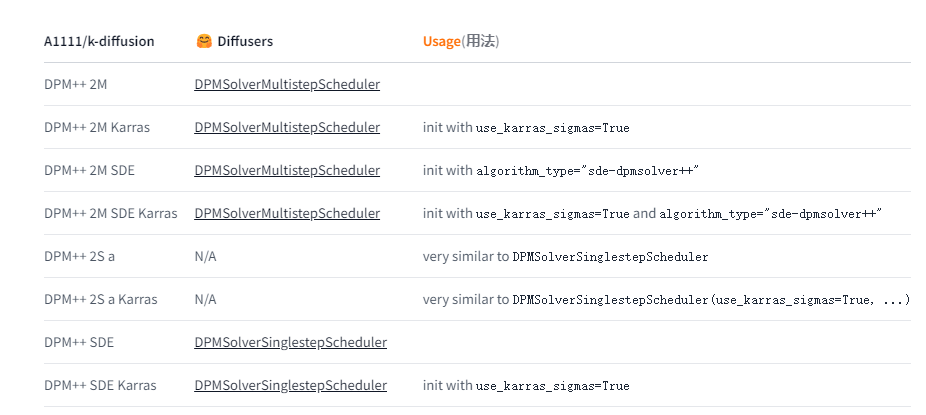 A1111/k-diffusion 🤗 Diffusers Usage(用法)
DPM++ 2M DPMSolverMultistepScheduler
DPM++ 2M Karras DPMSolverMultistepScheduler init with use_karras_sigmas=True
DPM++ 2M SDE DPMSolverMultistepScheduler init with algorithm_type="sde-dpmsolver++"
DPM++ 2M SDE Karras DPMSolverMultistepScheduler init with use_karras_sigmas=True and algorithm_type="sde-dpmsolver++"
DPM++ 2S a N/A very similar to DPMSolverSinglestepScheduler
DPM++ 2S a Karras N/A very similar to DPMSolverSinglestepScheduler(use_karras_sigmas=True, ...)
DPM++ SDE DPMSolverSinglestepScheduler
DPM++ SDE Karras DPMSolverSinglestepScheduler init with use_karras_sigmas=True